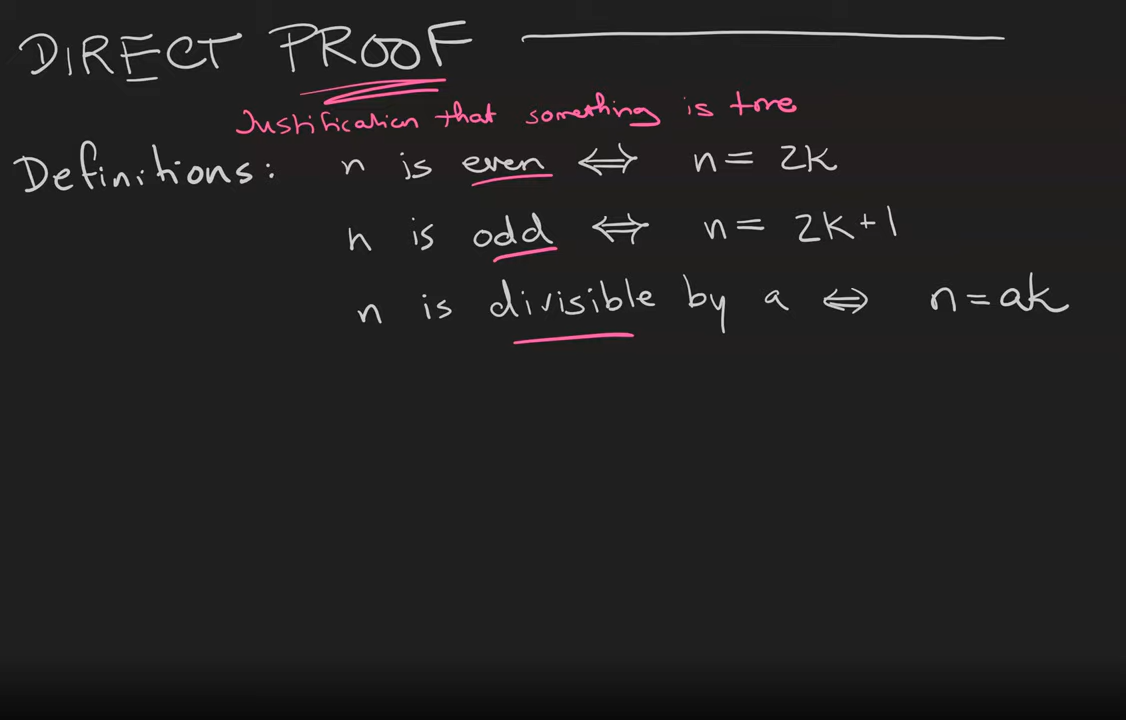 DIRECT PROOF
Justification that something is true
Definitions: n is even ⇔ n = 2k
n is odd ⇔ n = 2k+1
n is divisible by a ⇔ n = ak